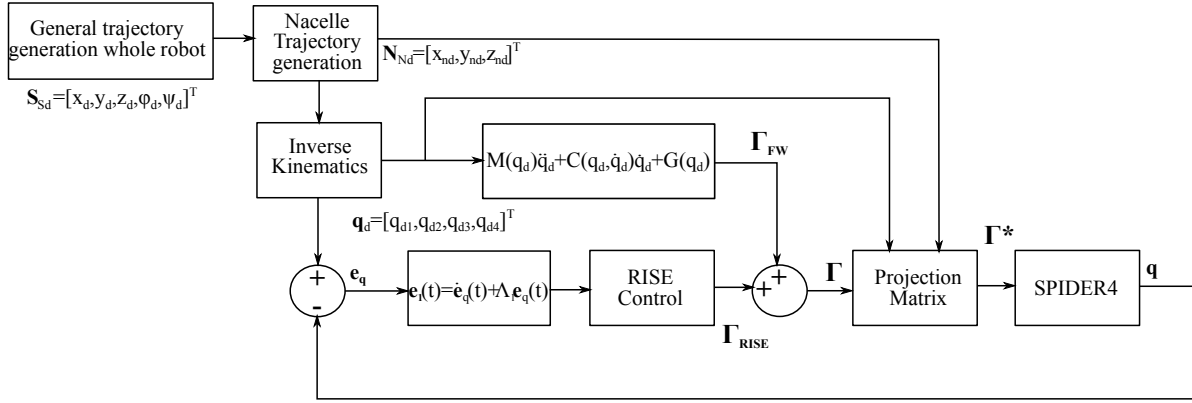 General trajectory
generation whole robot
S_Sd=[x_d,y_d,z_d,φ_d,ψ_d]^T
Nacelle
Trajectory
generation
N_Nd=[x_nd,y_nd,z_nd]^T
Inverse
Kinematics
M(q_d)q̈_d+C(q_d,q̇_d)q̇_d+G(q_d)
Γ_FW
q_d=[q_d1,q_d2,q_d3,q_d4]^T
+
-
e_q
e_1(t)=ė_q(t)+Λ_1e_q(t)
RISE
Control
Γ_RISE
+
+
Γ
Projection
Matrix
Γ*
SPIDER4
q